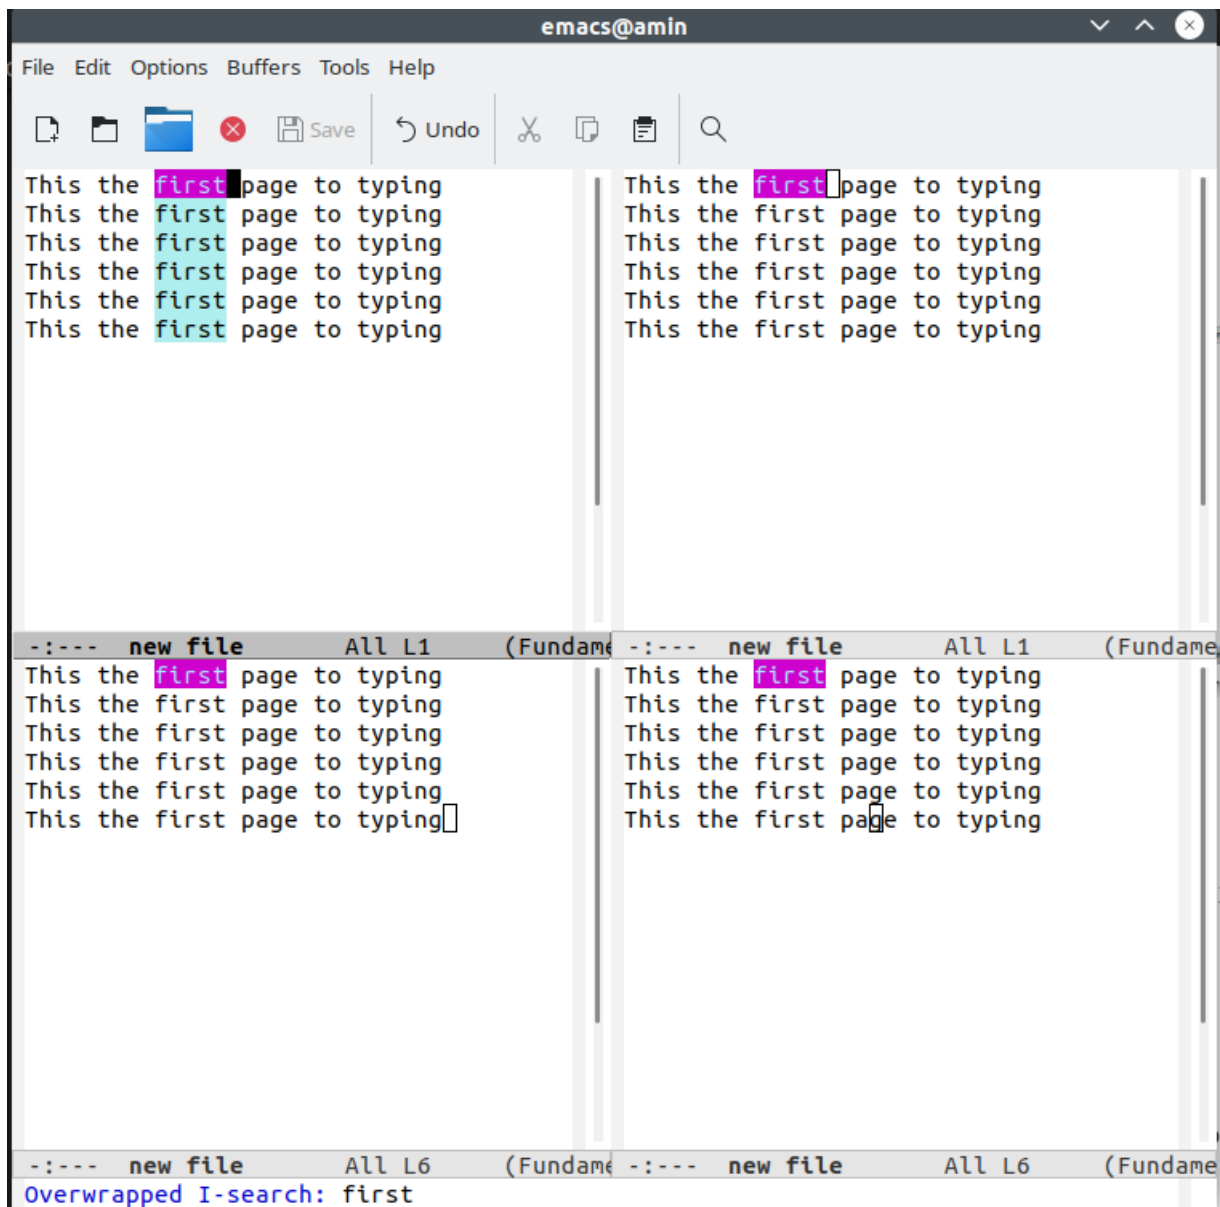 emacs@amin
File Edit Options Buffers Tools Help
Save Undo
This the first page to typing
This the first page to typing
This the first page to typing
This the first page to typing
This the first page to typing
This the first page to typing
-:--- new file All L1 (Fundame
This the first page to typing
This the first page to typing
This the first page to typing
This the first page to typing
This the first page to typing
This the first page to typing
-:--- new file All L1 (Fundame
This the first page to typing
This the first page to typing
This the first page to typing
This the first page to typing
This the first page to typing
This the first page to typing
-:--- new file All L6 (Fundame
This the first page to typing
This the first page to typing
This the first page to typing
This the first page to typing
This the first page to typing
This the first page to typing
-:--- new file All L6 (Fundame
Overwrapped I-search: first